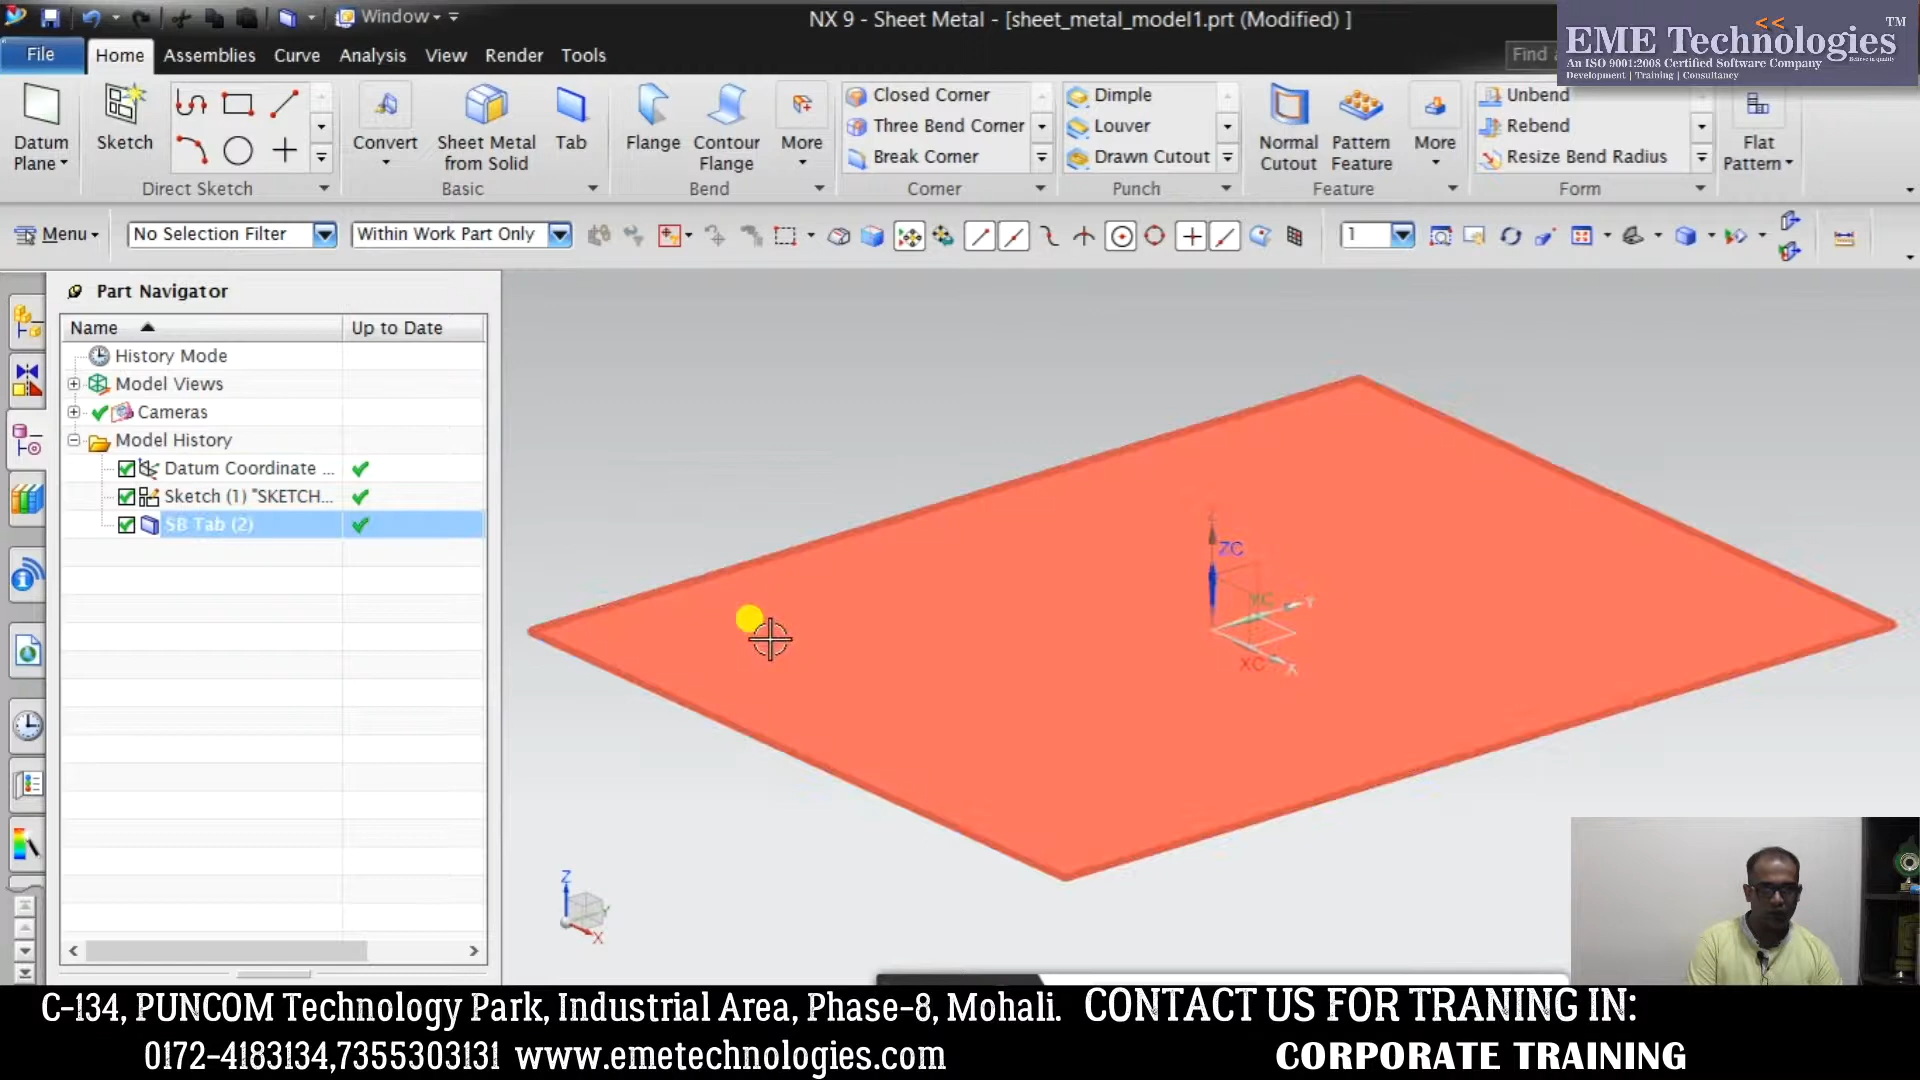 Window
NX 9 - Sheet Metal - [sheet_metal_model1.prt (Modified) ]
EME Technologies TM
An ISO 9001:2008 Certified Software Company
Development | Training | Consultancy
File Home Assemblies Curve Analysis View Render Tools
Find a
Datum Plane
Sketch
Direct Sketch
Convert
Sheet Metal from Solid
Tab
Basic
Flange
Contour Flange
More
Bend
Closed Corner
Three Bend Corner
Break Corner
Corner
Dimple
Louver
Drawn Cutout
Punch
Normal Cutout
Pattern Feature
More
Feature
Unbend
Rebend
Resize Bend Radius
Form
Flat Pattern
Menu
No Selection Filter
Within Work Part Only
1
Part Navigator
Name Up to Date
History Mode
Model Views
Cameras
Model History
Datum Coordinate ...
Sketch (1) "SKETCH...
SB Tab (2)
Z
ZC
YC Y
XC X
Z
X
C-134, PUNCOM Technology Park, Industrial Area, Phase-8, Mohali. CONTACT US FOR TRANING IN:
0172-4183134,7355303131 www.emetechnologies.com CORPORATE TRAINING